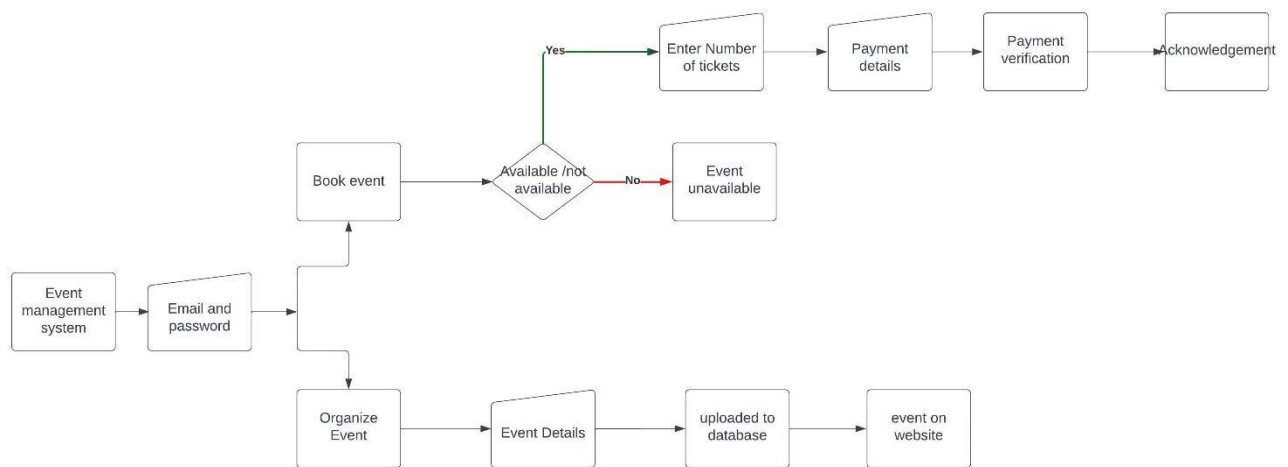 Yes
Enter Number
of tickets
Payment
details
Payment
verification
Acknowledgement
Book event
Available /not
available
No
Event
unavailable
Event
management
system
Email and
password
Organize
Event
Event Details
uploaded to
database
event on
website